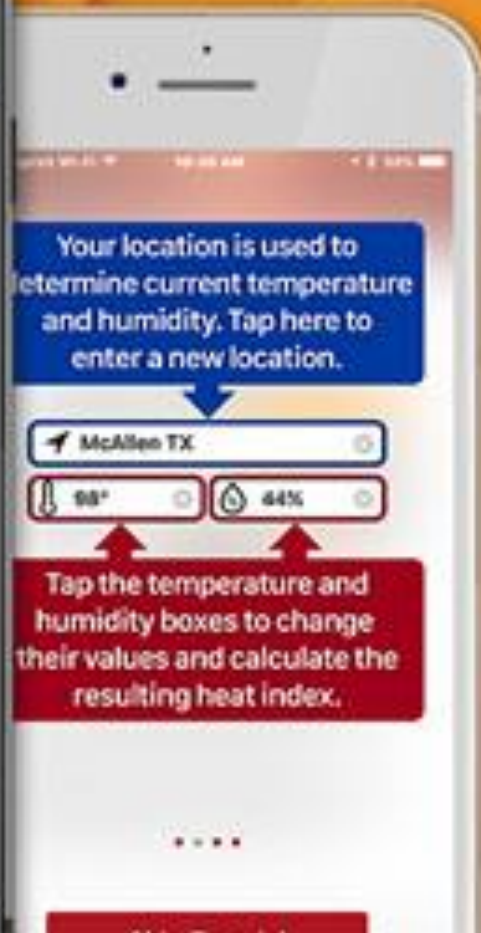 Your location is used to
determine current temperature
and humidity. Tap here to
enter a new location.
McAllen TX
98°
44%
Tap the temperature and
humidity boxes to change
their values and calculate the
resulting heat index.